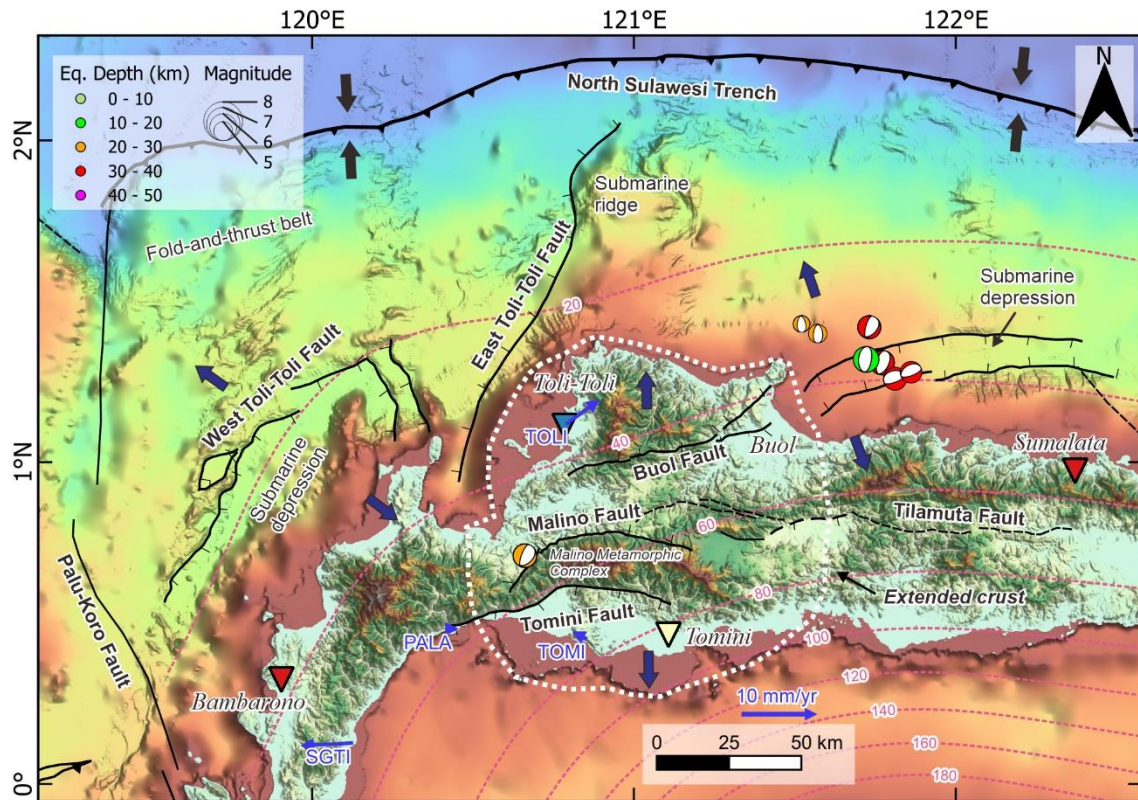 120°E
121°E
122°E
2°N
1°N
0°
Eq. Depth (km)
0 - 10
10 - 20
20 - 30
30 - 40
40 - 50
Magnitude
8
7
6
5
N
North Sulawesi Trench
Submarine
ridge
Fold-and-thrust belt
East Toli-Toli Fault
West Toli-Toli Fault
Submarine
depression
Submarine
depression
20
Toli-Toli
TOLI
40
Buol Fault
Buol
Sumalata
Malino Fault
60
Tilamuta Fault
Malino Metamorphic
Complex
80
Extended crust
Tomini Fault
Tomini
PALA
TOMI
100
120
140
160
180
Palu-Koro Fault
Bambarono
SGTI
10 mm/yr
0
25
50 km